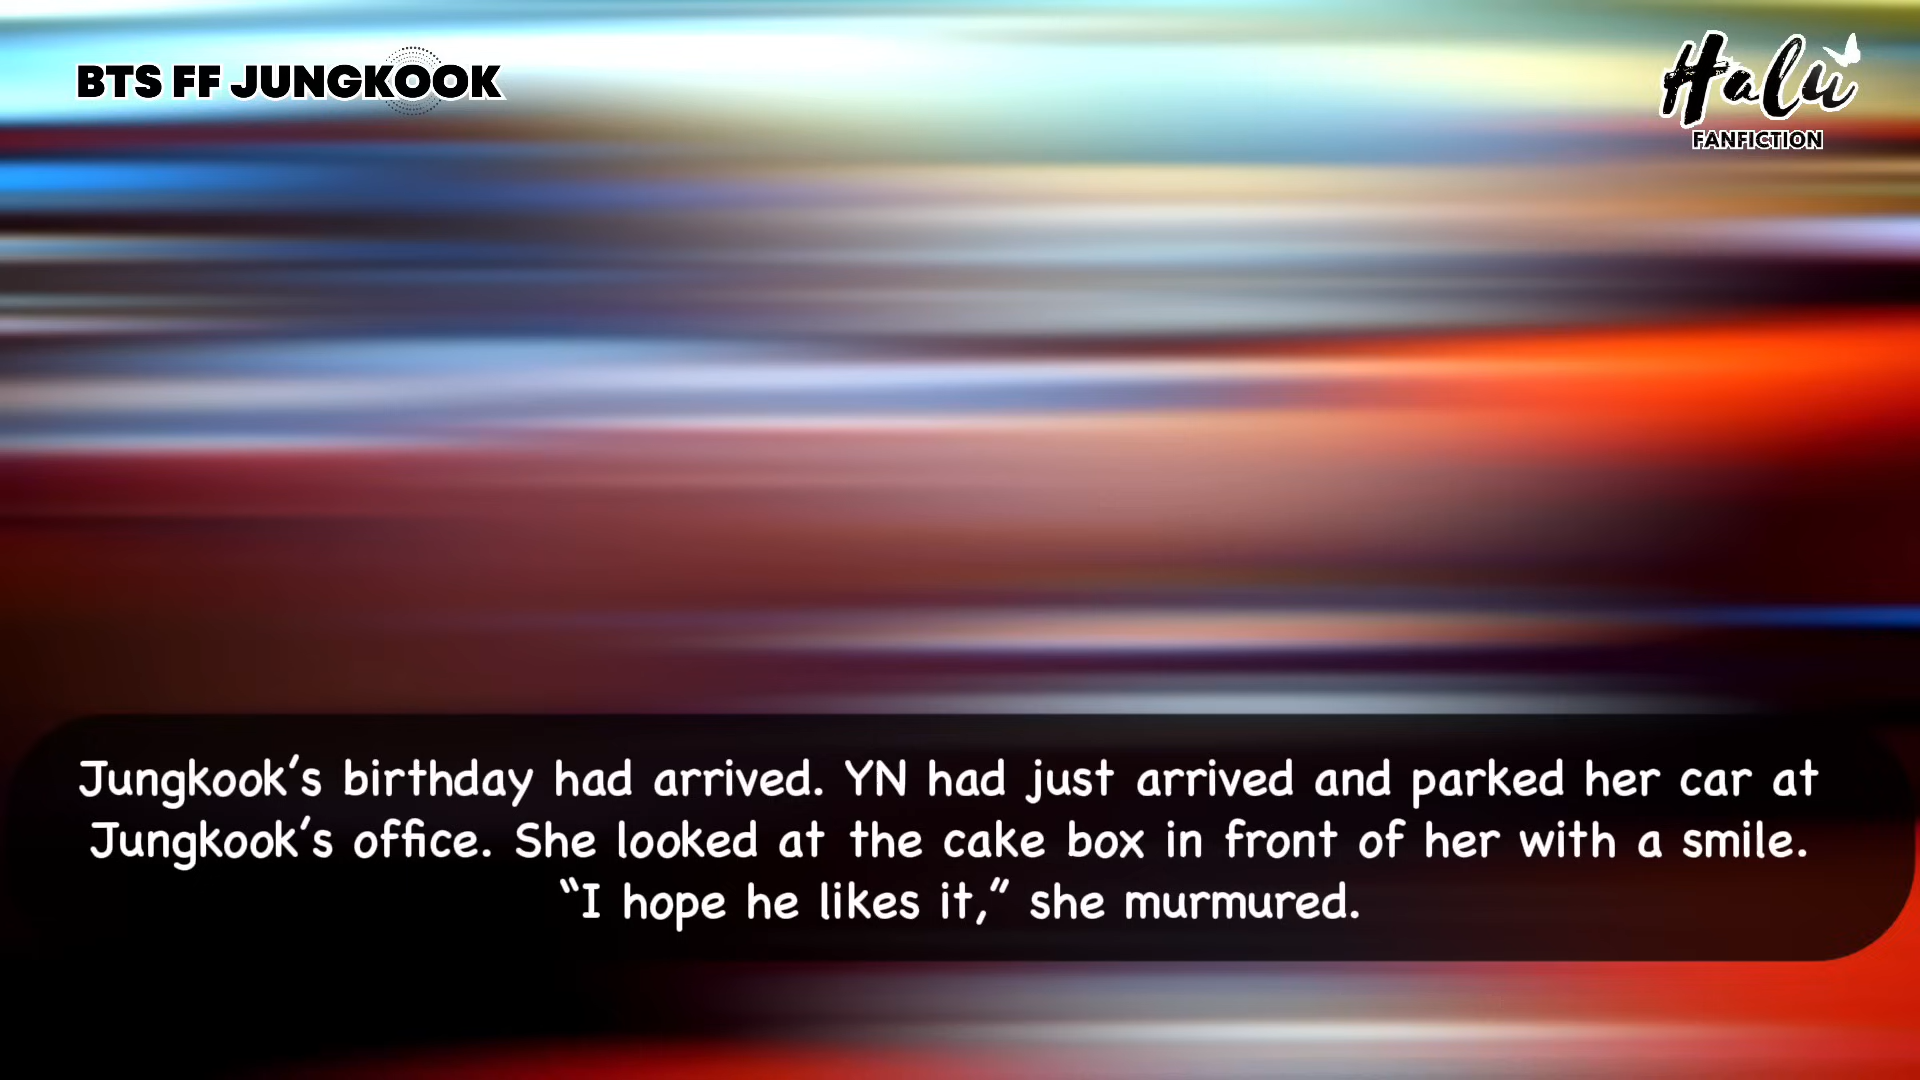 BTS FF JUNGKOOK
Halu
FANFICTION
Jungkook’s birthday had arrived. YN had just arrived and parked her car at
Jungkook’s office. She looked at the cake box in front of her with a smile.
“I hope he likes it,” she murmured.